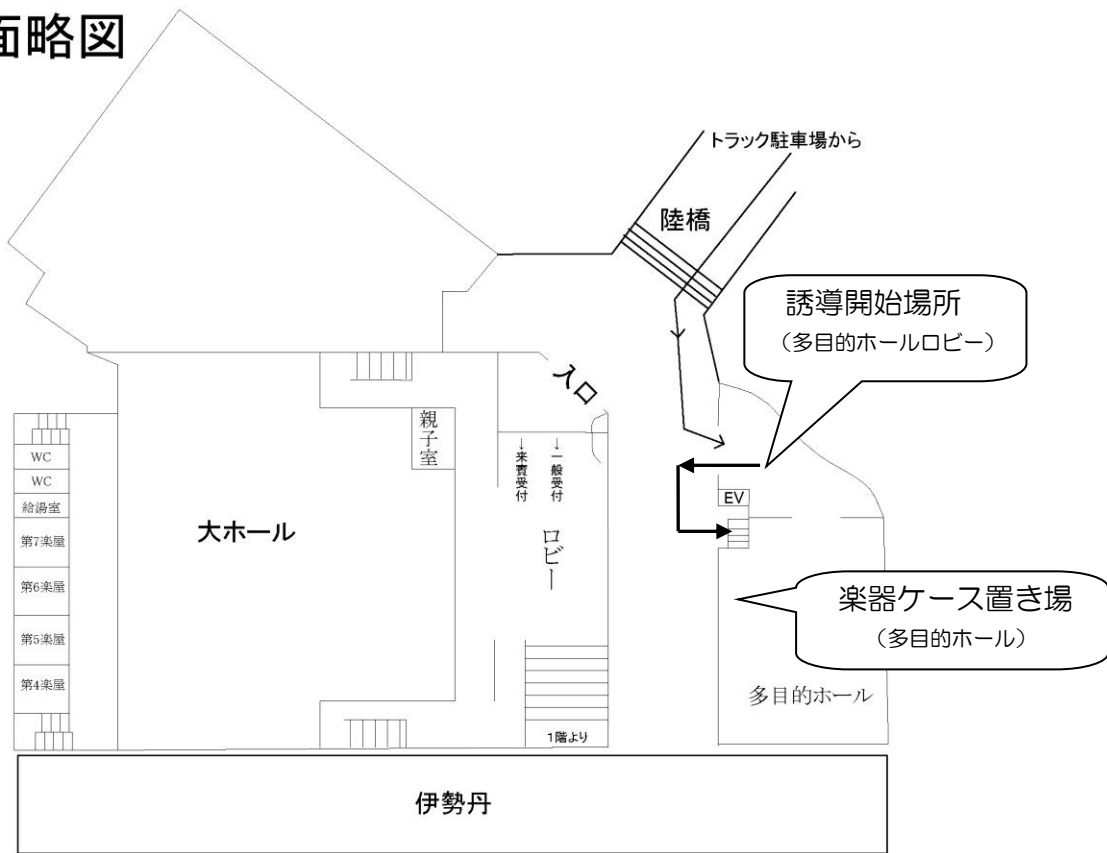 面略図
トラック駐車場から
陸橋
誘導開始場所
（多目的ホールロビー）
入口
親子室
↓来賓受付
↓一般受付
ロビー
EV
WC
WC
給湯室
第7楽屋
第6楽屋
第5楽屋
第4楽屋
大ホール
楽器ケース置き場
（多目的ホール）
多目的ホール
1階より
伊勢丹